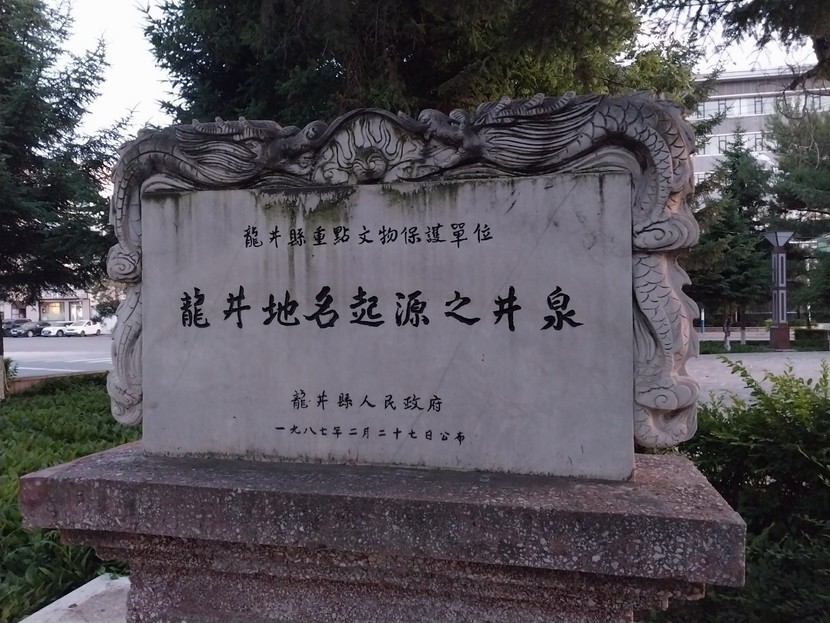 龍井縣重點文物保護單位
龍井地名起源之井泉
龍井縣人民政府
一九八七年二月二十七日公布